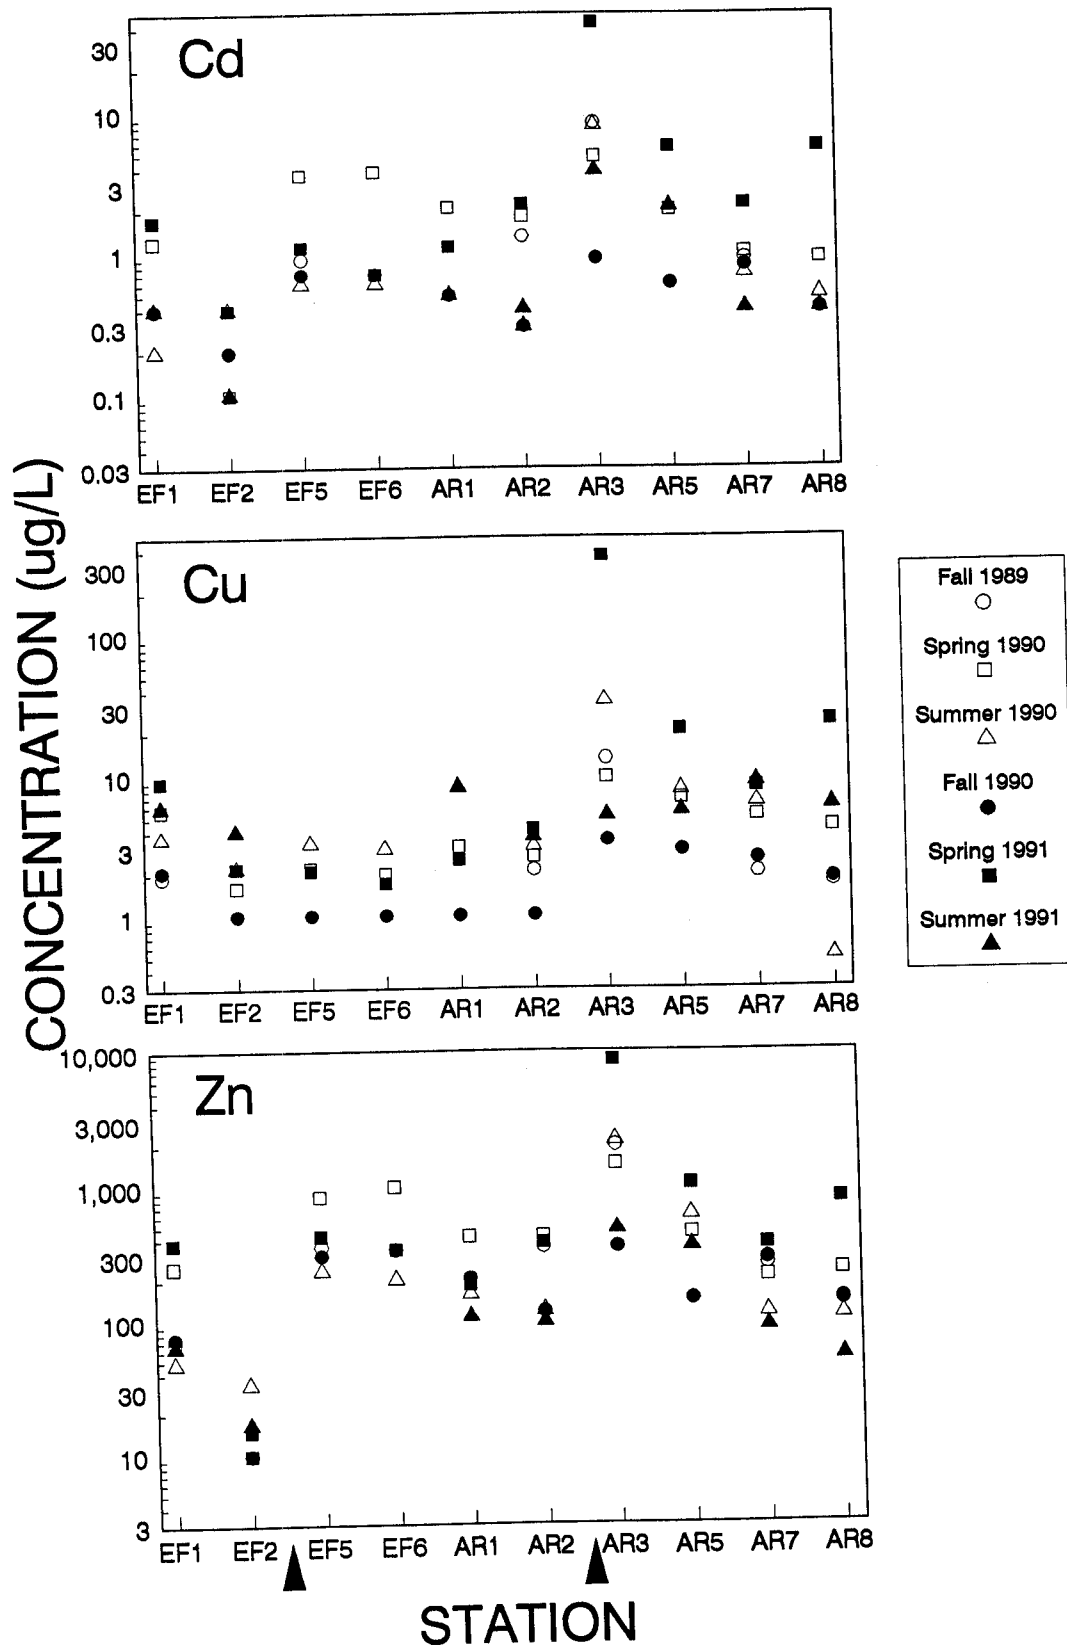 CONCENTRATION (ug/L)
Cd
30
10
3
1
0.3
0.1
0.03
EF1 EF2 EF5 EF6 AR1 AR2 AR3 AR5 AR7 AR8
Cu
300
100
30
10
3
1
0.3
EF1 EF2 EF5 EF6 AR1 AR2 AR3 AR5 AR7 AR8
Zn
10,000
3,000
1,000
300
100
30
10
3
EF1 EF2 EF5 EF6 AR1 AR2 AR3 AR5 AR7 AR8
STATION
Fall 1989
Spring 1990
Summer 1990
Fall 1990
Spring 1991
Summer 1991